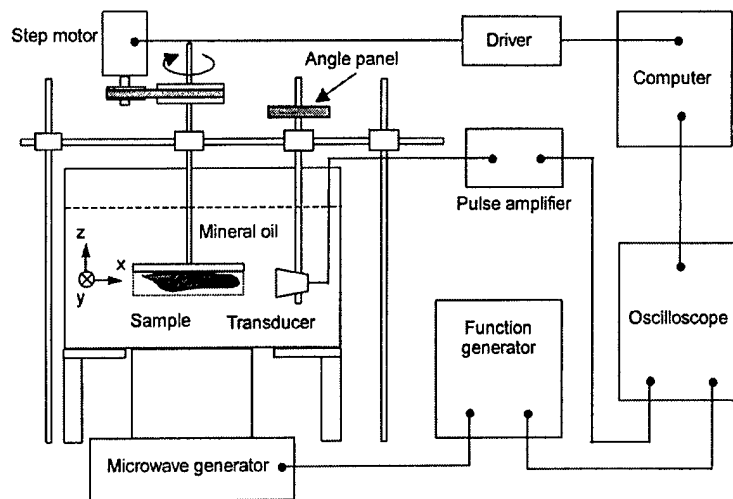 Step motor
Driver
Computer
Angle panel
Pulse amplifier
Mineral oil
z
x
y
Sample
Transducer
Function
generator
Oscilloscope
Microwave generator